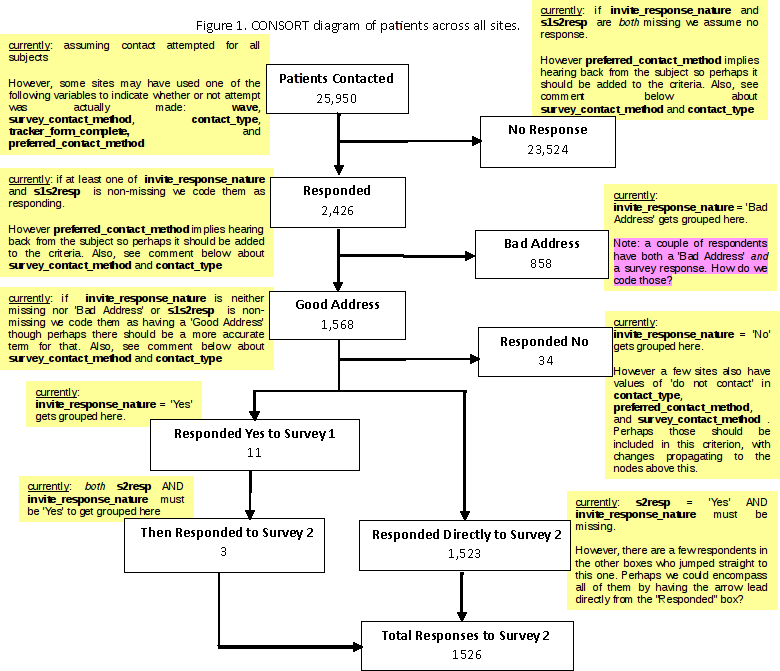 Figure 1. CONSORT diagram of patients across all sites.
currently: assuming contact attempted for all
subjects
However, some sites may have used one of the
following variables to indicate whether or not attempt
was actually made: wave,
survey_contact_method, contact_type,
tracker_form_complete, and
preferred_contact_method
currently: if invite_response_nature and
s1s2resp are both missing we assume no
response.
However preferred_contact_method implies
hearing back from the subject so perhaps it
should be added to the criteria. Also, see
comment below about
survey_contact_method and contact_type
Patients Contacted
25,950
No Response
23,524
currently: if at least one of invite_response_nature
and s1s2resp is non-missing we code them as
responding.
However preferred_contact_method implies hearing
back from the subject so perhaps it should be added
to the criteria. Also, see comment below about
survey_contact_method and contact_type
Responded
2,426
currently:
invite_response_nature = 'Bad
Address' gets grouped here.
Note: a couple of respondents
have both a 'Bad Address' and
a survey response. How do we
code those?
Bad Address
858
currently: if invite_response_nature is neither
missing nor 'Bad Address' or s1s2resp is non-
missing we code them as having a 'Good Address'
though perhaps there should be a more accurate
term for that. Also, see comment below about
survey_contact_method and contact_type
Good Address
1,568
Responded No
34
currently:
invite_response_nature = 'No'
gets grouped here.
However a few sites also have
values of 'do not contact' in
contact_type,
preferred_contact_method,
and survey_contact_method .
Perhaps those should be
included in this criterion, with
changes propagating to the
nodes above this.
currently:
invite_response_nature = 'Yes'
gets grouped here.
Responded Yes to Survey 1
11
currently: both s2resp AND
invite_response_nature must
be 'Yes' to get grouped here
Then Responded to Survey 2
3
Responded Directly to Survey 2
1,523
currently: s2resp = 'Yes' AND
invite_response_nature must be
missing.
However, there are a few respondents in
the other boxes who jumped straight to
this one. Perhaps we could encompass
all of them by having the arrow lead
directly from the "Responded" box?
Total Responses to Survey 2
1526